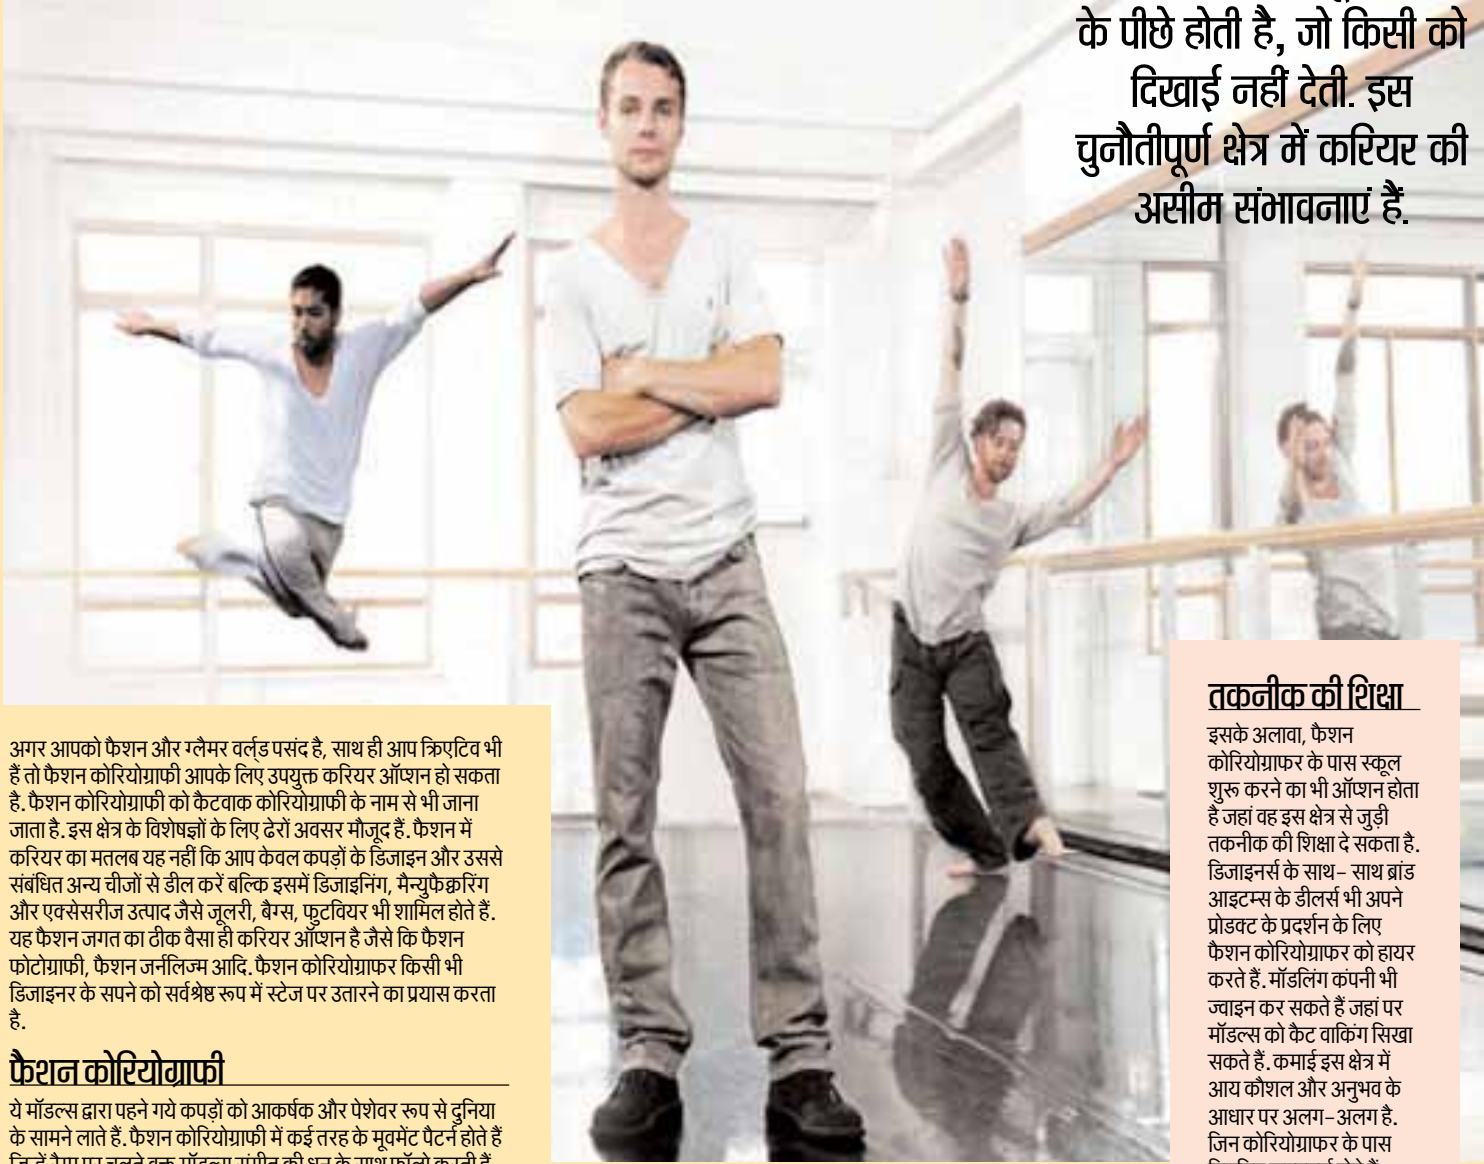 के पीछे होती है, जो किसी को
दिखाई नहीं देती. इस
चुनौतीपूर्ण क्षेत्र में करियर की
असीम संभावनाएं हैं.
अगर आपको फैशन और ग्लैमर वर्ल्ड पसंद है, साथ ही आप क्रिएटिव भी
हैं तो फैशन कोरियोग्राफी आपके लिए उपयुक्त करियर ऑप्शन हो सकता
है. फैशन कोरियोग्राफी को कैटवाक कोरियोग्राफी के नाम से भी जाना
जाता है. इस क्षेत्र के विशेषज्ञों के लिए ढेरों अवसर मौजूद हैं. फैशन में
करियर का मतलब यह नहीं कि आप केवल कपड़ों के डिजाइन और उससे
संबंधित अन्य चीजों से डील करें बल्कि इसमें डिजाइनिंग, मैन्युफैक्चरिंग
और एक्सेसरीज उत्पाद जैसे जूलरी, बैग्स, फुटवियर भी शामिल होते हैं.
यह फैशन जगत का ठीक वैसा ही करियर ऑप्शन है जैसे कि फैशन
फोटोग्राफी, फैशन जर्नलिज्म आदि. फैशन कोरियोग्राफर किसी भी
डिजाइनर के सपने को सर्वश्रेष्ठ रूप में स्टेज पर उतारने का प्रयास करता
है.
फैशन कोरियोग्राफी
ये मॉडल्स द्वारा पहने गये कपड़ों को आकर्षक और पेशेवर रूप से दुनिया
के सामने लाते हैं. फैशन कोरियोग्राफी में कई तरह के मूवमेंट पैटर्न होते हैं
तकनीक की शिक्षा
इसके अलावा, फैशन
कोरियोग्राफर के पास स्कूल
शुरू करने का भी ऑप्शन होता
है जहां वह इस क्षेत्र से जुड़ी
तकनीक की शिक्षा दे सकता है.
डिजाइनर्स के साथ- साथ ब्रांड
आइटम्स के डीलर्स भी अपने
प्रोडक्ट के प्रदर्शन के लिए
फैशन कोरियोग्राफर को हायर
करते हैं. मॉडलिंग कंपनी भी
ज्वाइन कर सकते हैं जहां पर
मॉडल्स को कैट वाकिंग सिखा
सकते हैं. कमाई इस क्षेत्र में
आय कौशल और अनुभव के
आधार पर अलग-अलग है.
जिन कोरियोग्राफर के पास